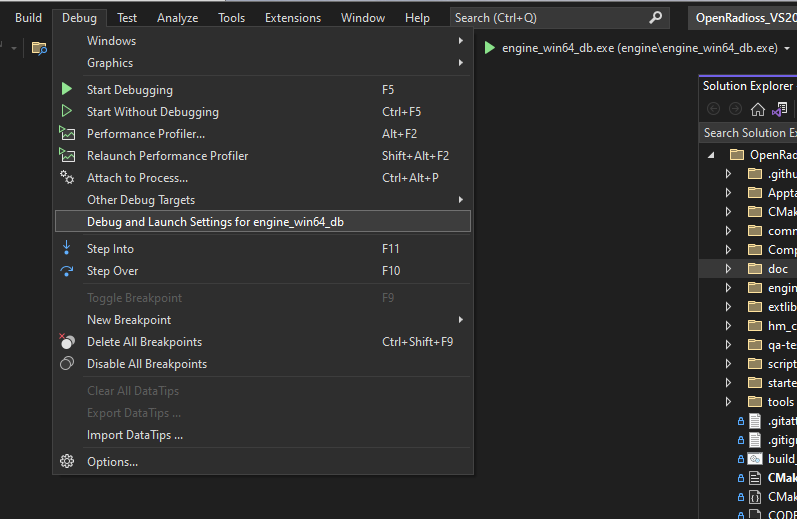 Build Debug Test Analyze Tools Extensions Window Help Search (Ctrl+Q) OpenRadioss_VS20
engine_win64_db.exe (engine\engine_win64_db.exe)
Windows
Graphics
Start Debugging F5
Start Without Debugging Ctrl+F5
Performance Profiler... Alt+F2
Relaunch Performance Profiler Shift+Alt+F2
Attach to Process... Ctrl+Alt+P
Other Debug Targets
Debug and Launch Settings for engine_win64_db
Step Into F11
Step Over F10
Toggle Breakpoint F9
New Breakpoint
Delete All Breakpoints Ctrl+Shift+F9
Disable All Breakpoints
Clear All DataTips
Export DataTips ...
Import DataTips ...
Options...
Solution Explorer
Search Solution Ex
OpenRad
.githu
Appta
CMak
comm
Comp
doc
engin
extlib
hm_c
qa-te
script
starte
tools
.gitatt
.gitign
build_
CMak
CMak
CODE